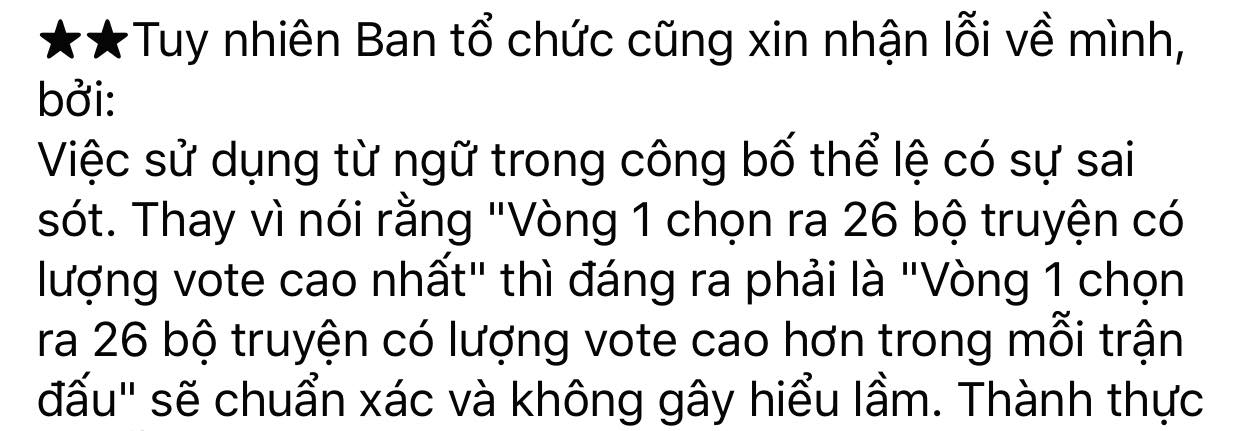 ★★Tuy nhiên Ban tổ chức cũng xin nhận lỗi về mình,
bởi:
Việc sử dụng từ ngữ trong công bố thể lệ có sự sai
sót. Thay vì nói rằng "Vòng 1 chọn ra 26 bộ truyện có
lượng vote cao nhất" thì đáng ra phải là "Vòng 1 chọn
ra 26 bộ truyện có lượng vote cao hơn trong mỗi trận
đấu" sẽ chuẩn xác và không gây hiểu lầm. Thành thực